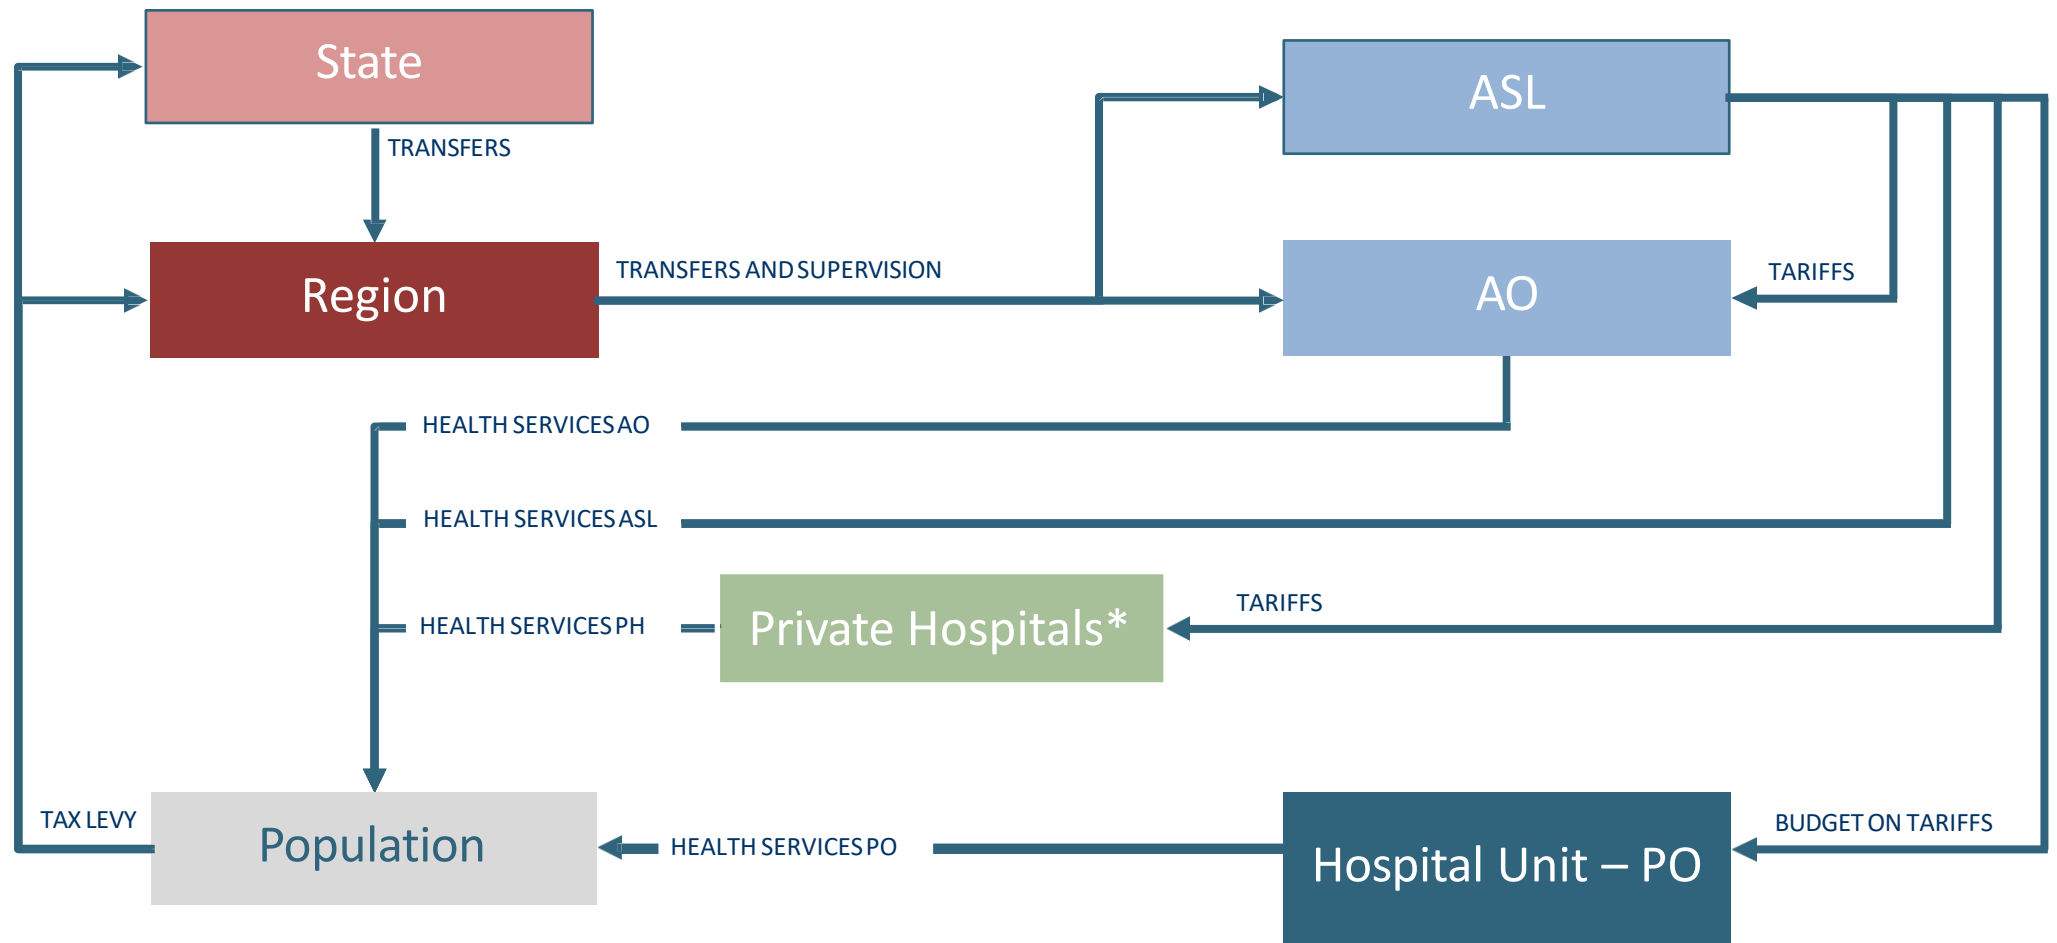 State
ASL
TRANSFERS
Region
TRANSFERS AND SUPERVISION
AO
TARIFFS
HEALTH SERVICES AO
HEALTH SERVICES ASL
Private Hospitals*
TARIFFS
HEALTH SERVICES PH
TAX LEVY
Population
HEALTH SERVICES PO
Hospital Unit – PO
BUDGET ON TARIFFS